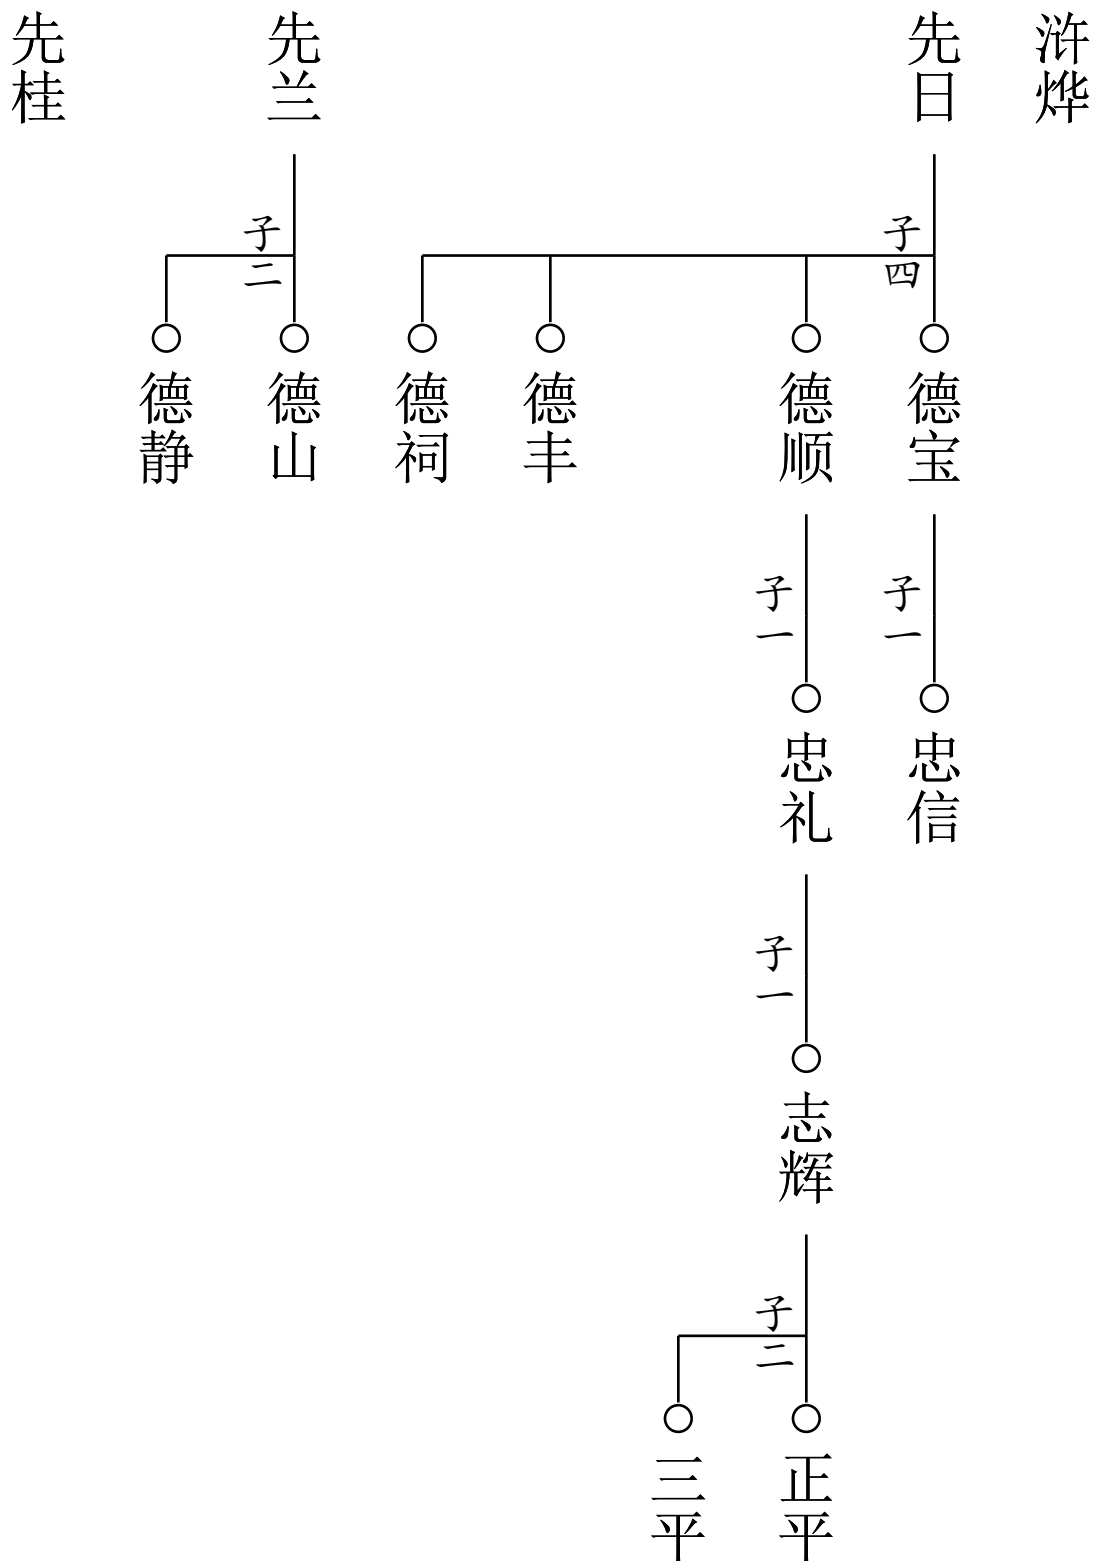 浒烨
先日
先兰
先桂
子四
子二
德宝
德顺
德丰
德祠
德山
德静
子一
子一
忠信
忠礼
子一
志辉
子二
正平
三平